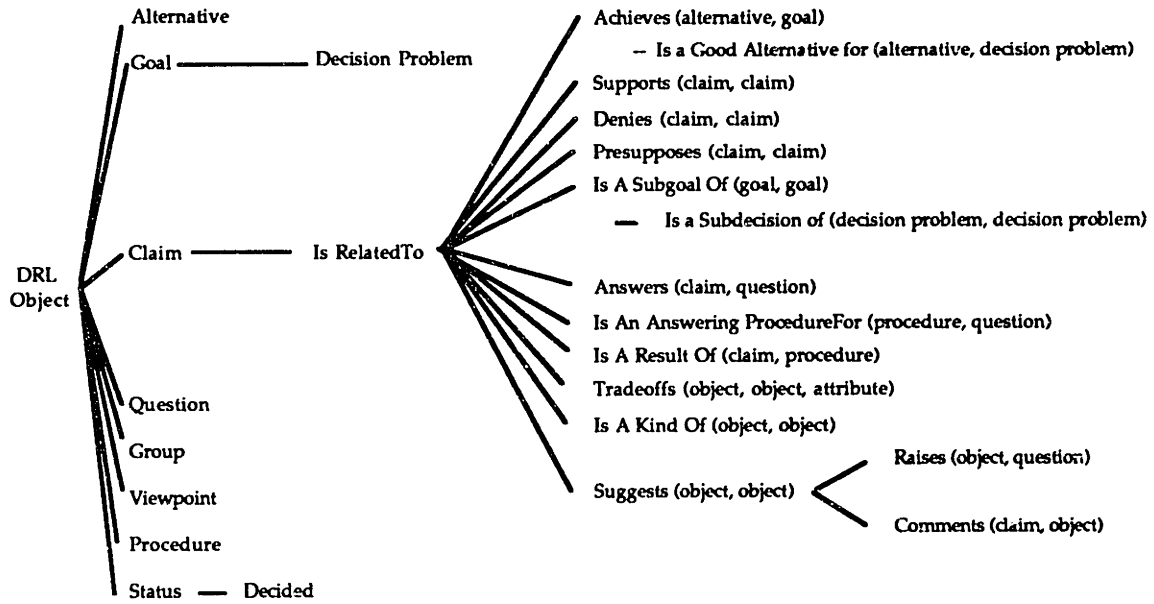 Alternative
Goal
Decision Problem
DRL
Object
Claim
Is RelatedTo
Question
Group
Viewpoint
Procedure
Status
Decided
Achieves (alternative, goal)
-- Is a Good Alternative for (alternative, decision problem)
Supports (claim, claim)
Denies (claim, claim)
Presupposes (claim, claim)
Is A Subgoal Of (goal, goal)
Is a Subdecision of (decision problem, decision problem)
Answers (claim, question)
Is An Answering ProcedureFor (procedure, question)
Is A Result Of (claim, procedure)
Tradeoffs (object, object, attribute)
Is A Kind Of (object, object)
Suggests (object, object)
Raises (object, question)
Comments (claim, object)